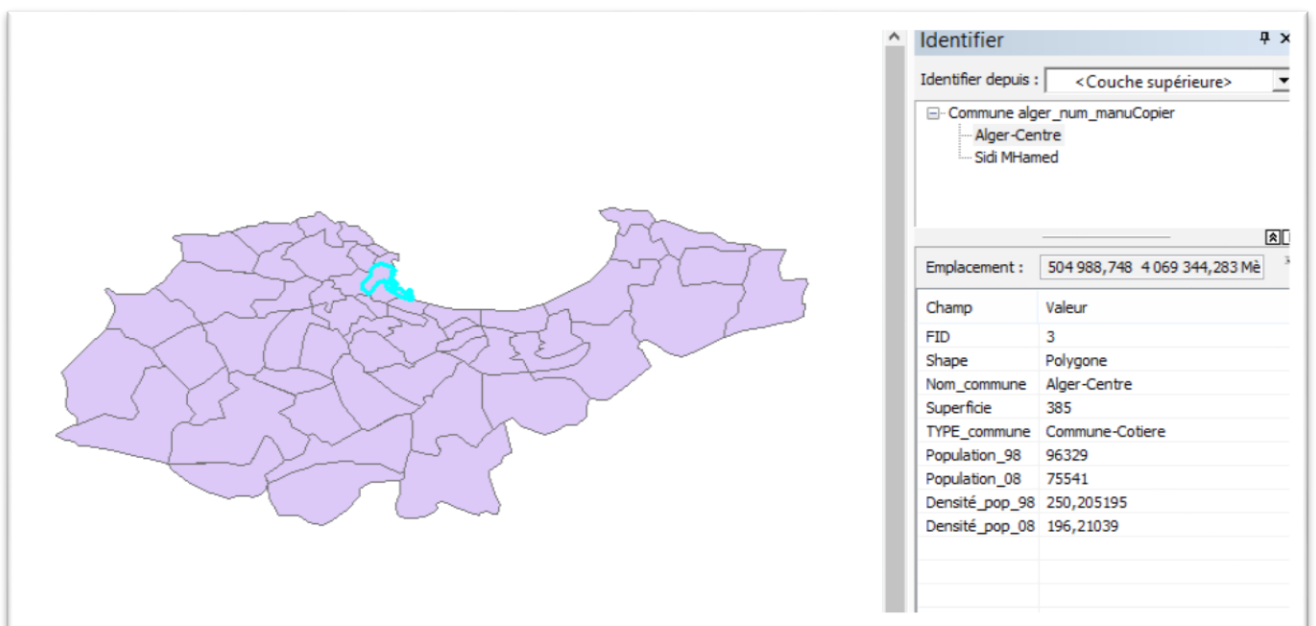 Identifier
Identifier depuis : <Couche supérieure>
Commune alger_num_manuCopier
Alger-Centre
Sidi MHamed
Emplacement : 504 988,748 4 069 344,283 Mè
Champ Valeur
FID 3
Shape Polygone
Nom_commune Alger-Centre
Superficie 385
TYPE_commune Commune-Cotiere
Population_98 96329
Population_08 75541
Densité_pop_98 250,205195
Densité_pop_08 196,21039